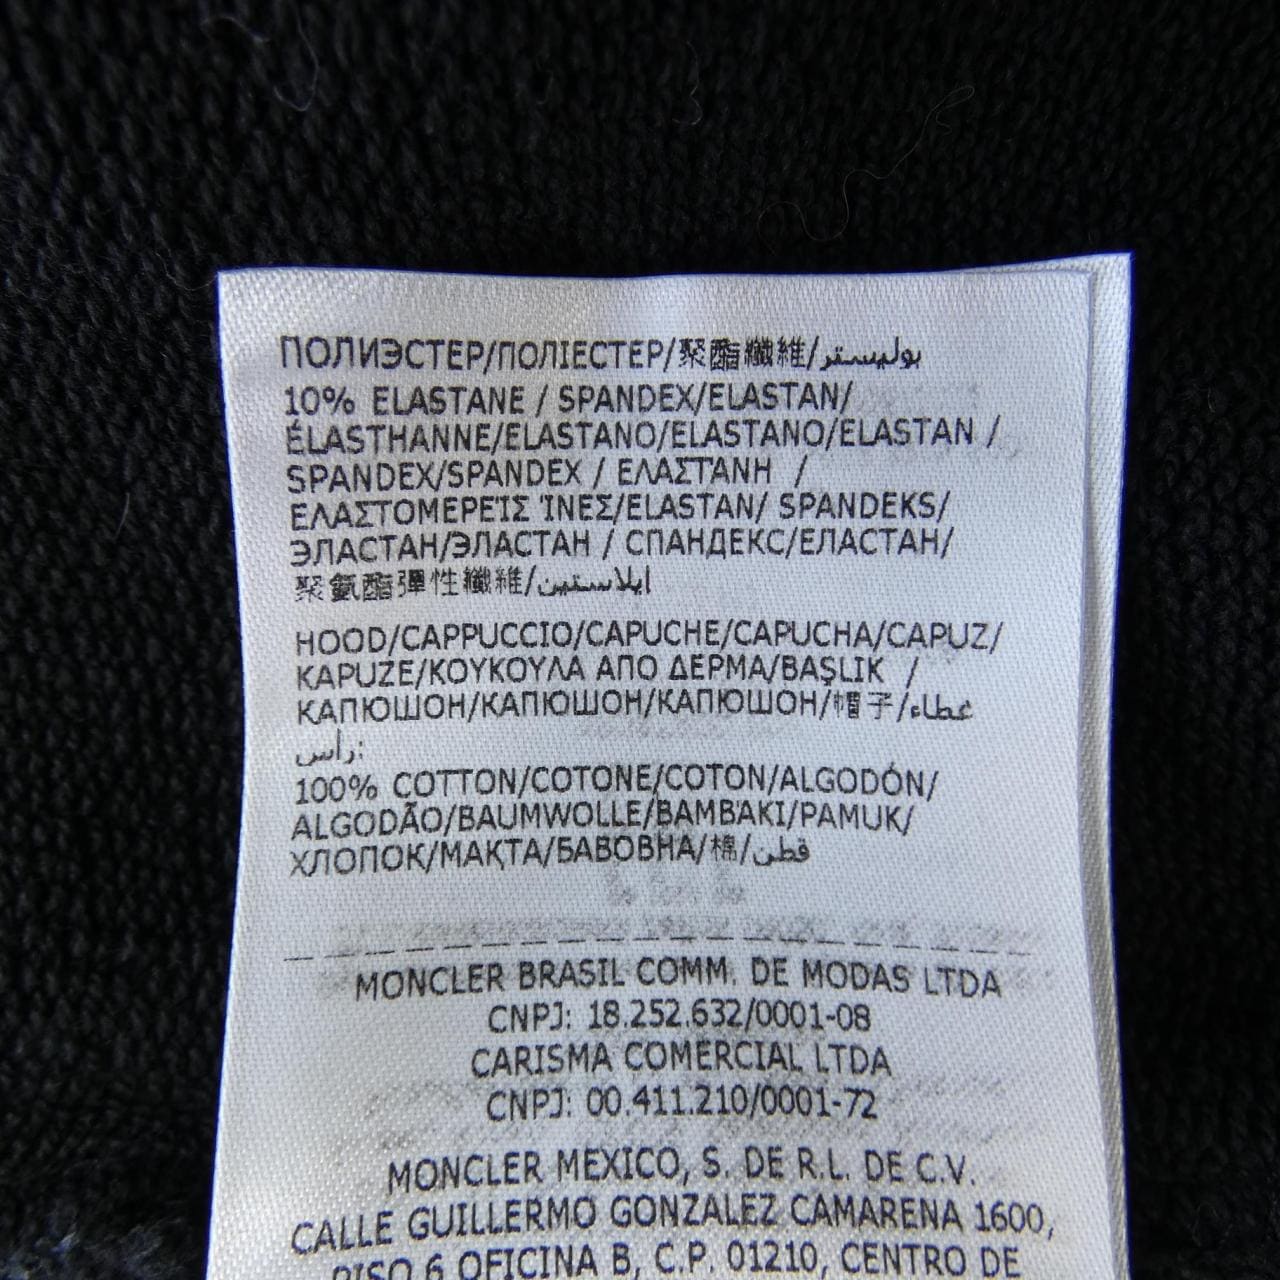 ПОЛИЭСТЕР/ПОЛІЕСТЕР/聚酯纖維/بوليستر
10% ELASTANE / SPANDEX/ELASTAN/
ÉLASTHANNE/ELASTANO/ELASTANO/ELASTAN /
SPANDEX/SPANDEX / ΕΛΑΣΤΆΝΗ /
ΕΛΑΣΤΟΜΕΡΕΊΣ ΊΝΕΣ/ELASTAN/ SPANDEKS/
ЭЛАСТАН/ЭЛАСТАН / СПАНДЕКС/ЕЛАСТАН/
聚氨酯彈性纖維/ايلاستين
HOOD/CAPPUCCIO/CAPUCHE/CAPUCHA/CAPUZ/
KAPUZE/ΚΟΥΚΟΥΛΑ ΑΠΟ ΔΕΡΜΑ/BAŞLIK /
КАПЮШОН/КАПЮШОН/КАПЮШОН/帽子/غطاء
رأس:
100% COTTON/COTONE/COTON/ALGODÓN/
ALGODÃO/BAUMWOLLE/ΒΑΜΒΆΚΙ/PAMUK/
ХЛОПОК/МАҚТА/БАВОВНА/棉/قطن
MONCLER BRASIL COMM. DE MODAS LTDA
CNPJ: 18.252.632/0001-08
CARISMA COMERCIAL LTDA
CNPJ: 00.411.210/0001-72
MONCLER MEXICO, S. DE R.L. DE C.V.
CALLE GUILLERMO GONZALEZ CAMARENA 1600,
PISO 6 OFICINA B, C.P. 01210, CENTRO DE